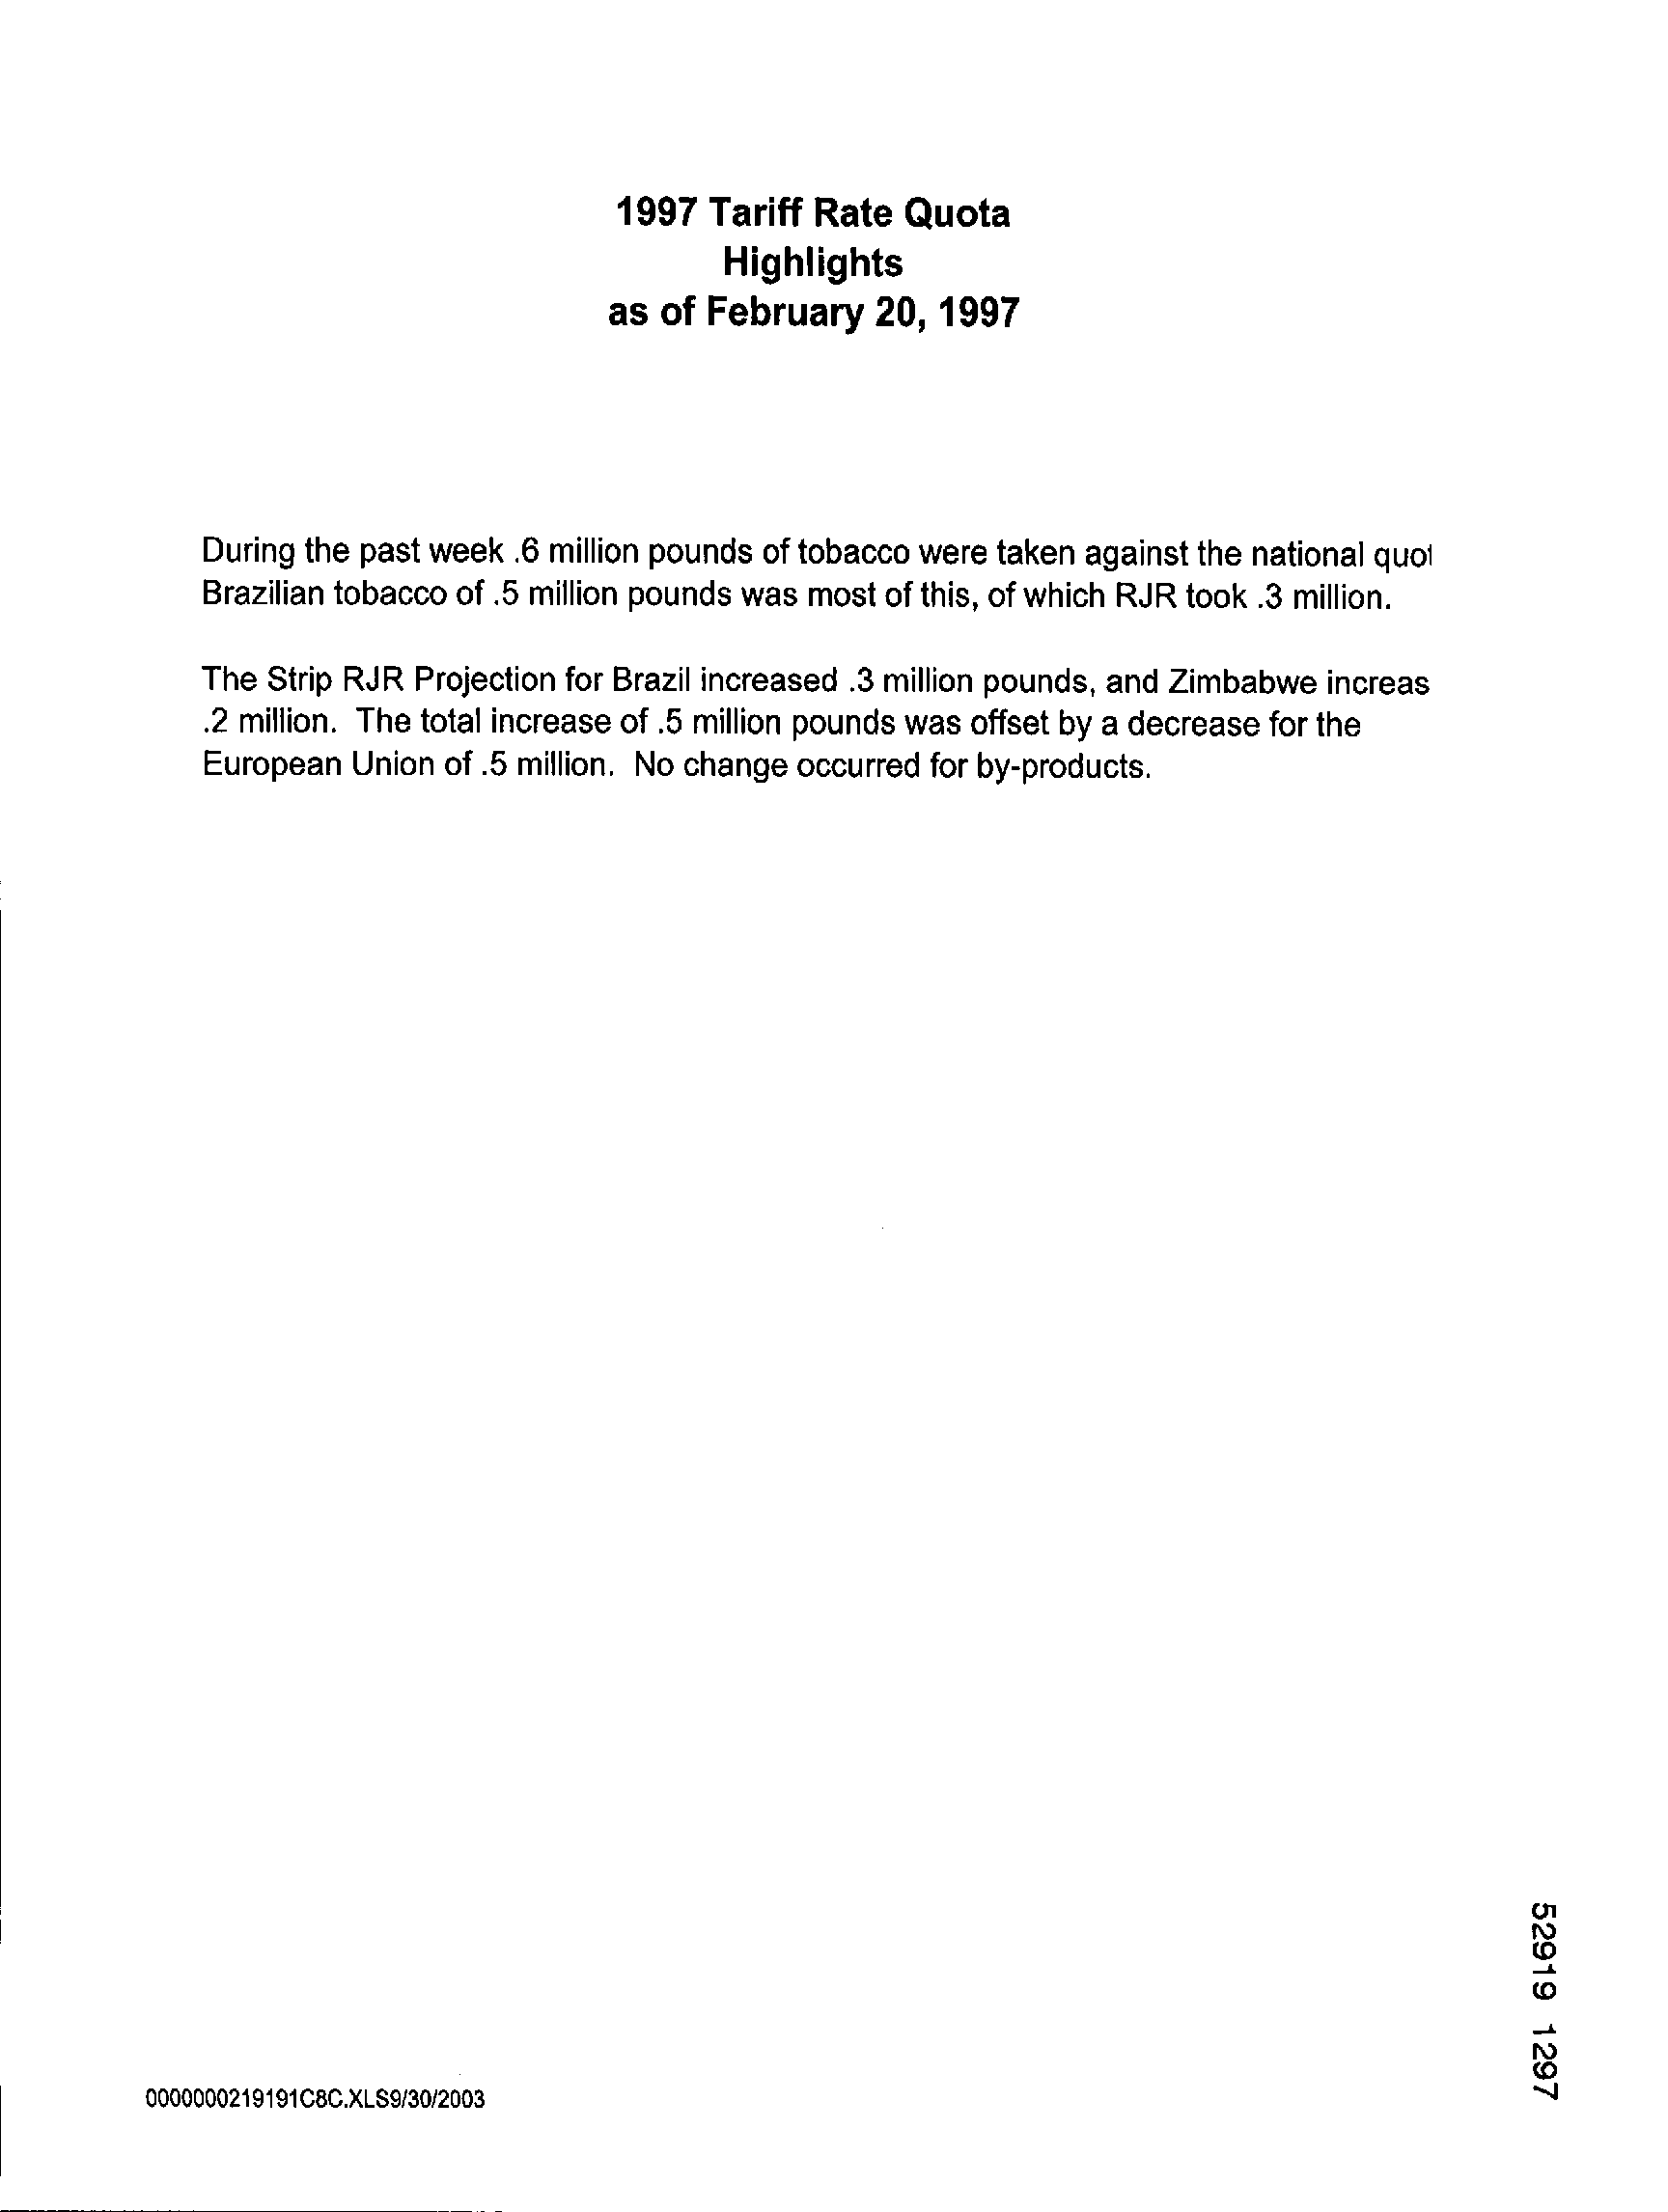 1997 Tariff Rate Quota
Highlights
as of February 20, 1997
During the past week .6 million pounds of tobacco were taken against the national quot
Brazilian tobacco of .5 million pounds was most of this, of which RJR took .3 million.
The Strip RJR Projection for Brazil increased .3 million pounds, and Zimbabwe increas
.2 million. The total increase of .5 million pounds was offset by a decrease for the
European Union of .5 million. No change occurred for by-products.
52919 1297
0000000219191C8C.XLS9/30/2003